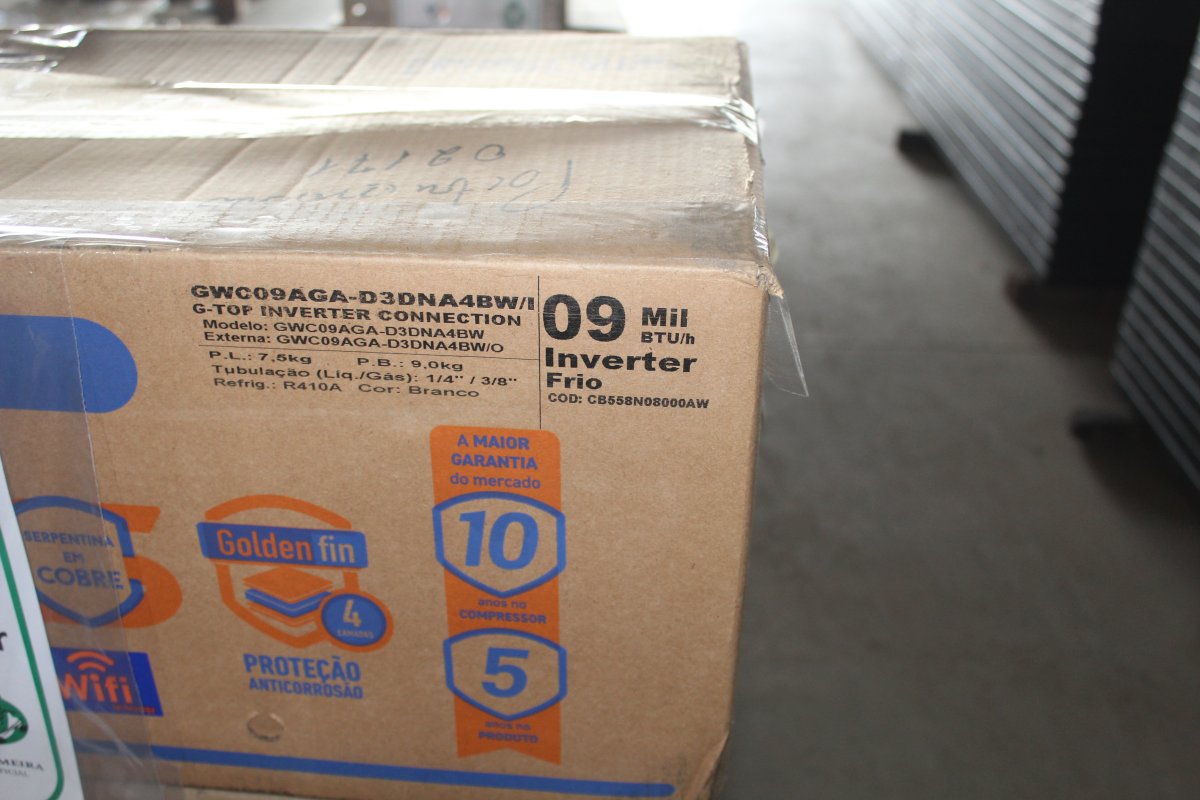 GWC09AGA-D3DNA4BW/I
G-TOP INVERTER CONNECTION
Modelo: GWC09AGA-D3DNA4BW
Externa: GWC09AGA-D3DNA4BW/O
P.L.: 7,5kg P.B.: 9,0kg
Tubulação (Líq./Gás): 1/4" / 3/8"
Refrig.: R410A Cor: Branco
09 Mil
BTU/h
Inverter
Frio
COD: CB558N08000AW
A MAIOR
GARANTIA
do mercado
10
anos no
COMPRESSOR
5
anos no
PRODUTO
SERPENTINA
EM
COBRE
Golden fin
4
CAMADAS
PROTEÇÃO
ANTICORROSÃO
Wifi